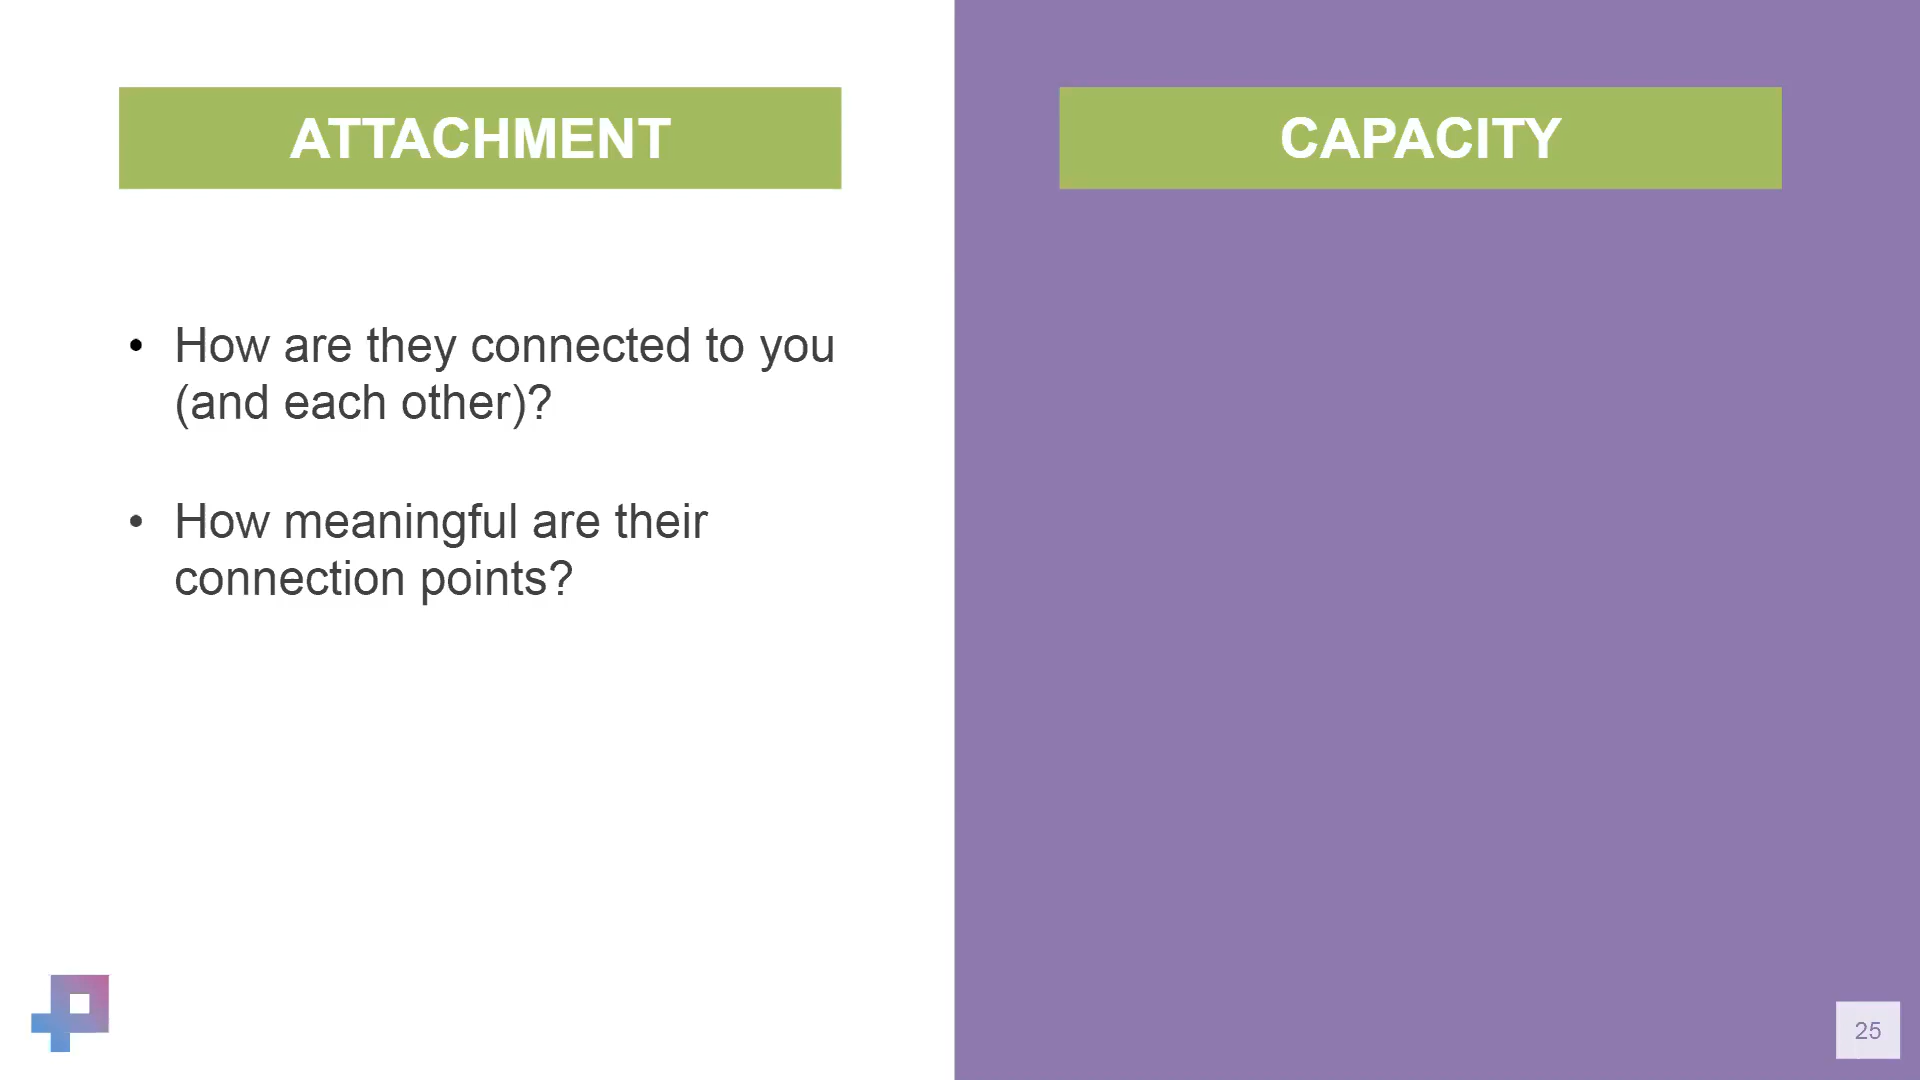 ATTACHMENT
• How are they connected to you
(and each other)?
• How meaningful are their
connection points?
CAPACITY
25